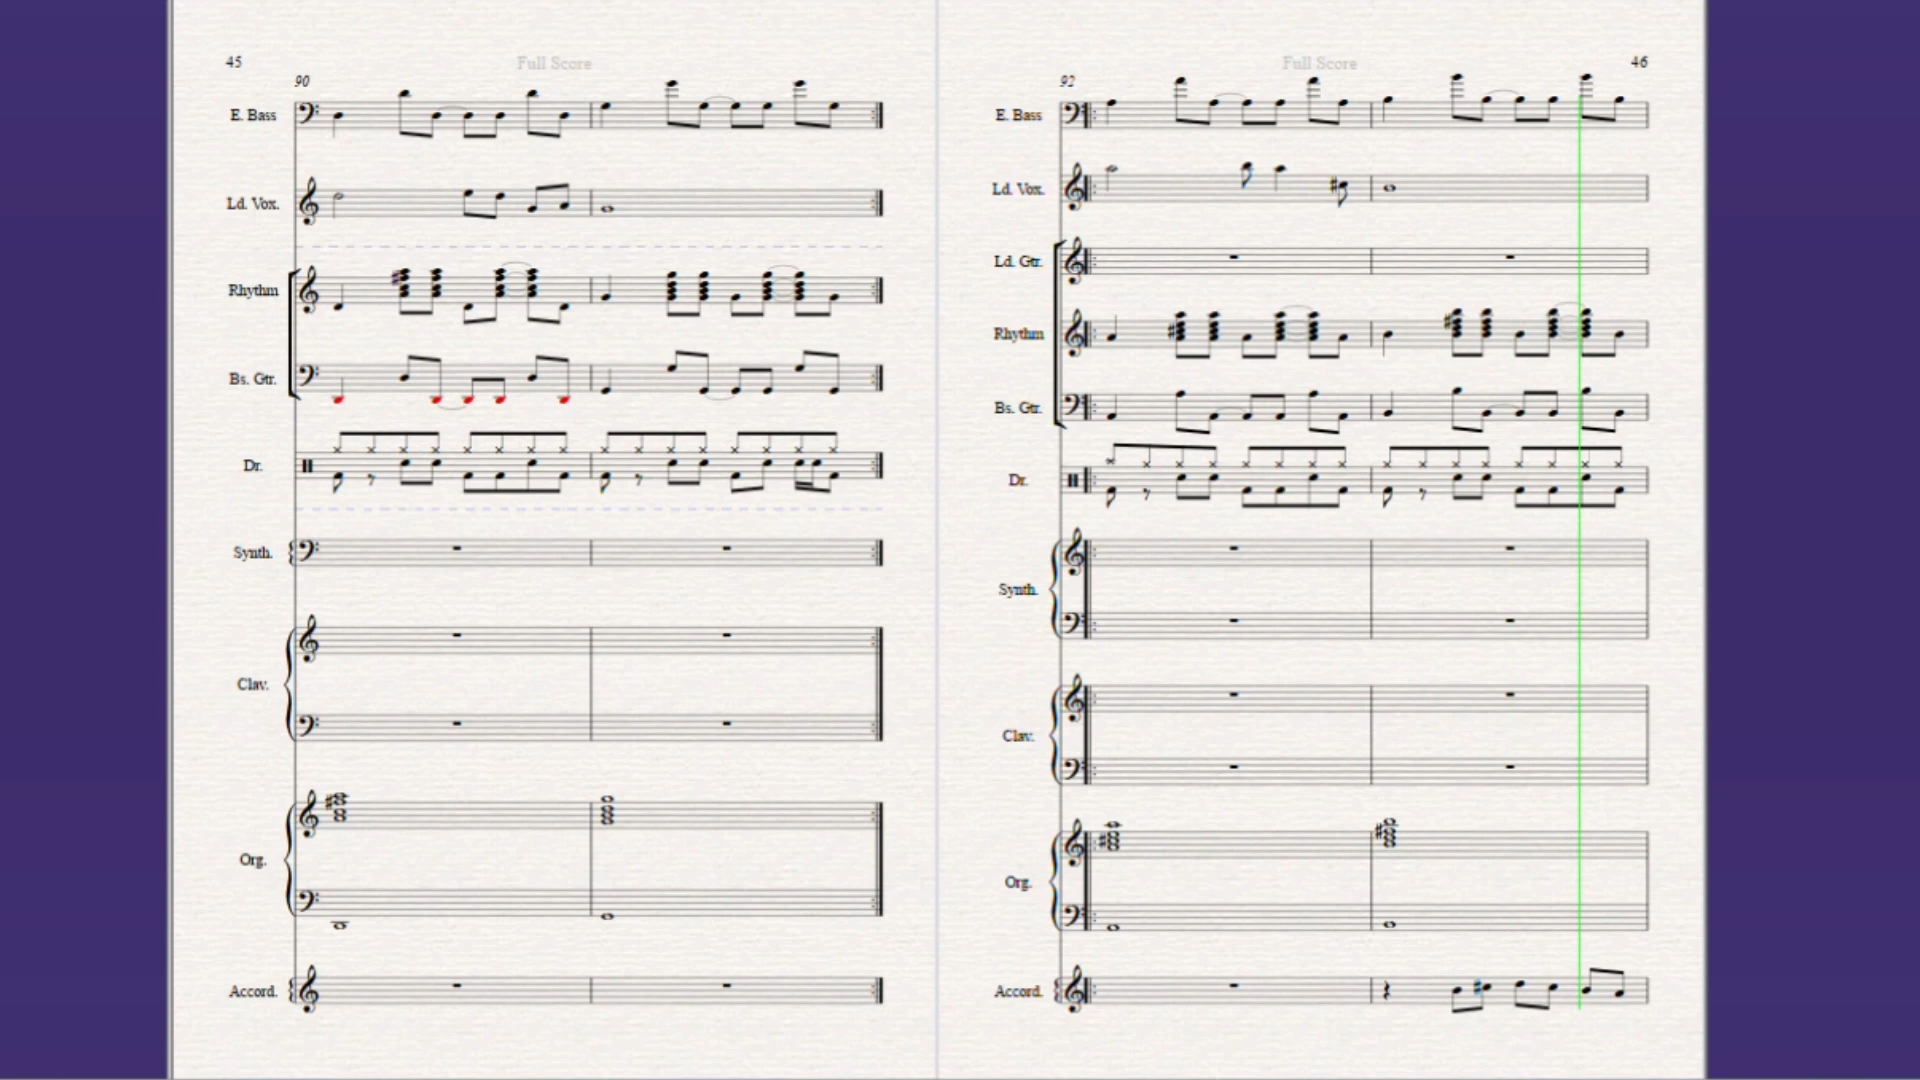 45
Full Score
90
E. Bass
Ld. Vox.
Rhythm
Bs. Gtr.
Dr.
Synth.
Clav.
Org.
Accord.
Full Score
46
92
E. Bass
Ld. Vox.
Ld. Gtr.
Rhythm
Bs. Gtr.
Dr.
Synth.
Clav.
Org.
Accord.